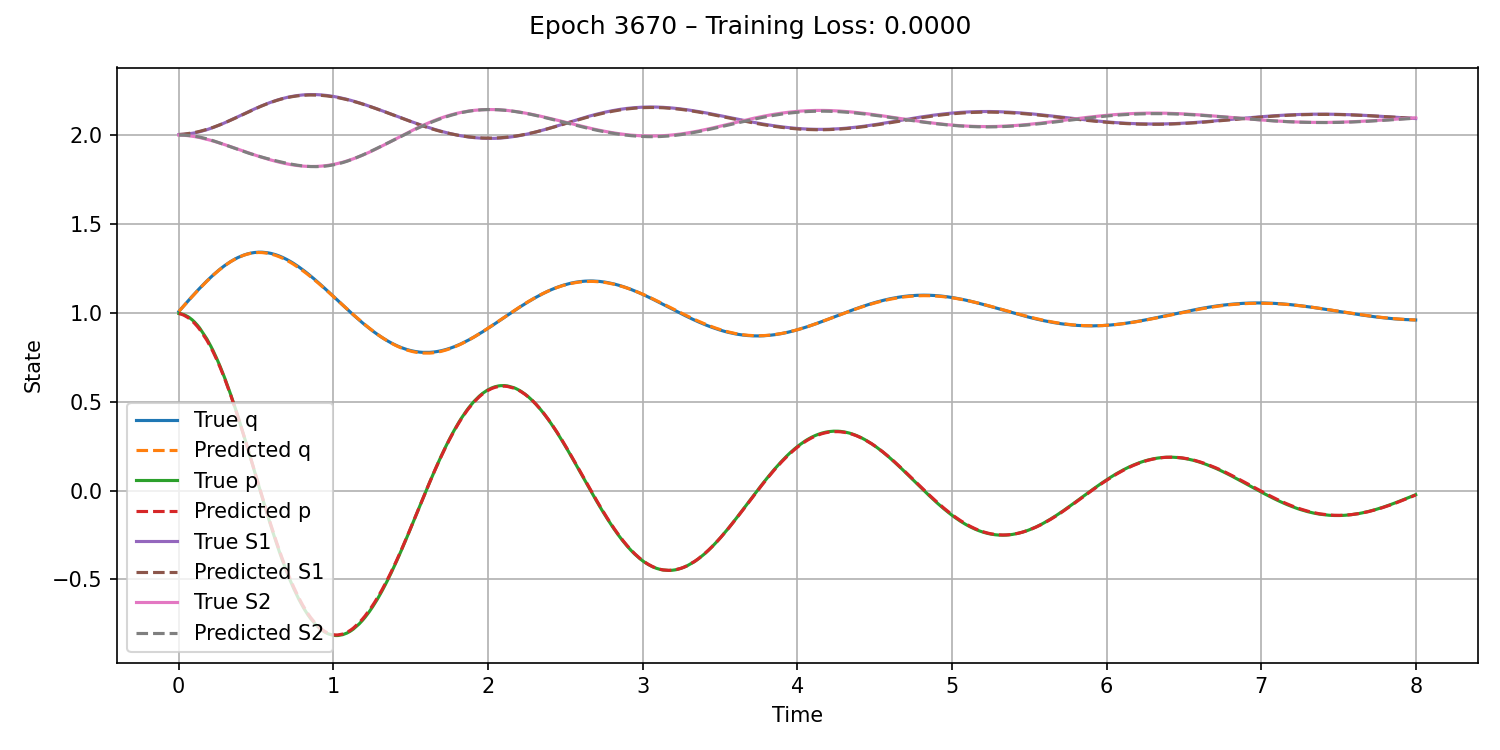 Epoch 3670 – Training Loss: 0.0000
State
2.0
1.5
1.0
0.5
0.0
−0.5
True q
Predicted q
True p
Predicted p
True S1
Predicted S1
True S2
Predicted S2
0 1 2 3 4 5 6 7 8
Time